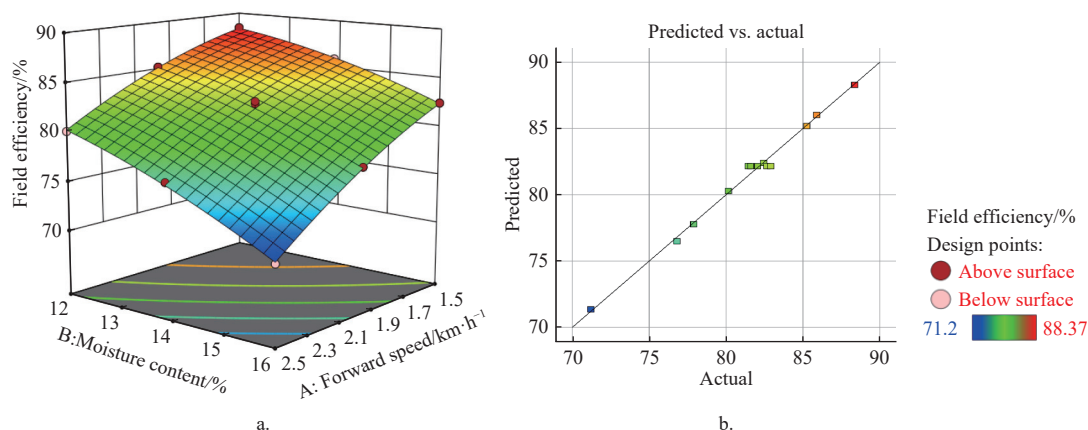 90
85
80
75
70
Field efficiency/%
12
13
14
15
16
B:Moisture content/%
2.5
2.3
2.1
1.9
1.7
1.5
A: Forward speed/km·h⁻¹
a.
Predicted vs. actual
90
85
80
75
70
Predicted
70
75
80
85
90
Actual
b.
Field efficiency/%
Design points:
Above surface
Below surface
71.2
88.37